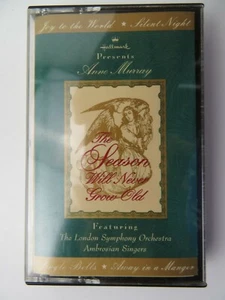 Joy to the World ★ Silent Night
Hallmark
Presents
Anne Murray
The
Season
Will Never
Grow Old
Featuring
The London Symphony Orchestra
Ambrosian Singers
Jingle Bells ★ Away in a Manger